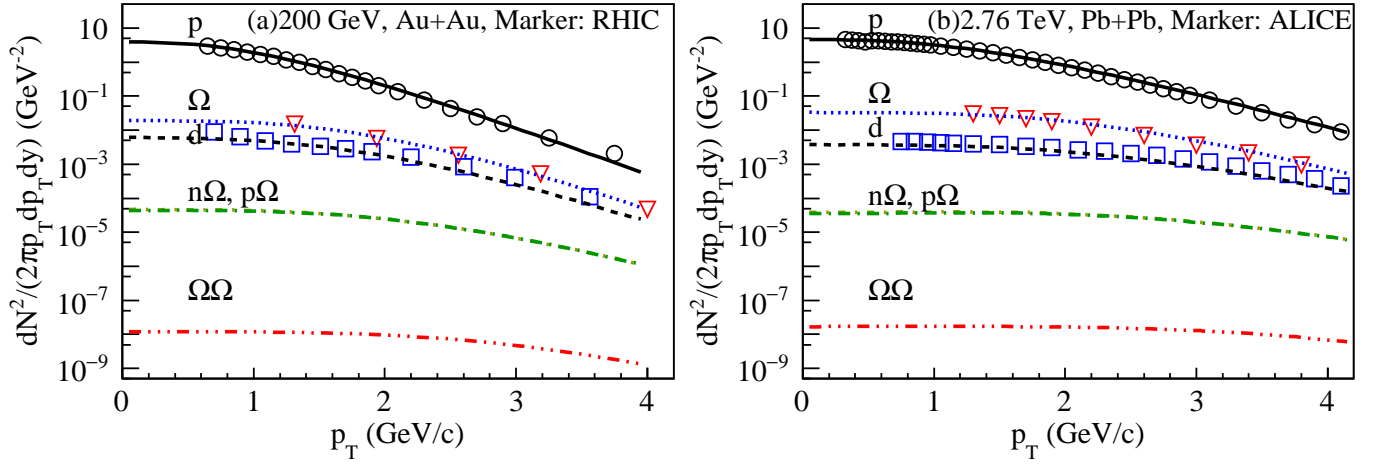 (a)200 GeV, Au+Au, Marker: RHIC
p
Ω
d
nΩ, pΩ
ΩΩ
10
10^-1
10^-3
10^-5
10^-7
10^-9
0 1 2 3 4
p_T (GeV/c)
dN^2/(2πp_T dp_T dy) (GeV^-2)
(b)2.76 TeV, Pb+Pb, Marker: ALICE
p
Ω
d
nΩ, pΩ
ΩΩ
10
10^-1
10^-3
10^-5
10^-7
10^-9
0 1 2 3 4
p_T (GeV/c)
dN^2/(2πp_T dp_T dy) (GeV^-2)